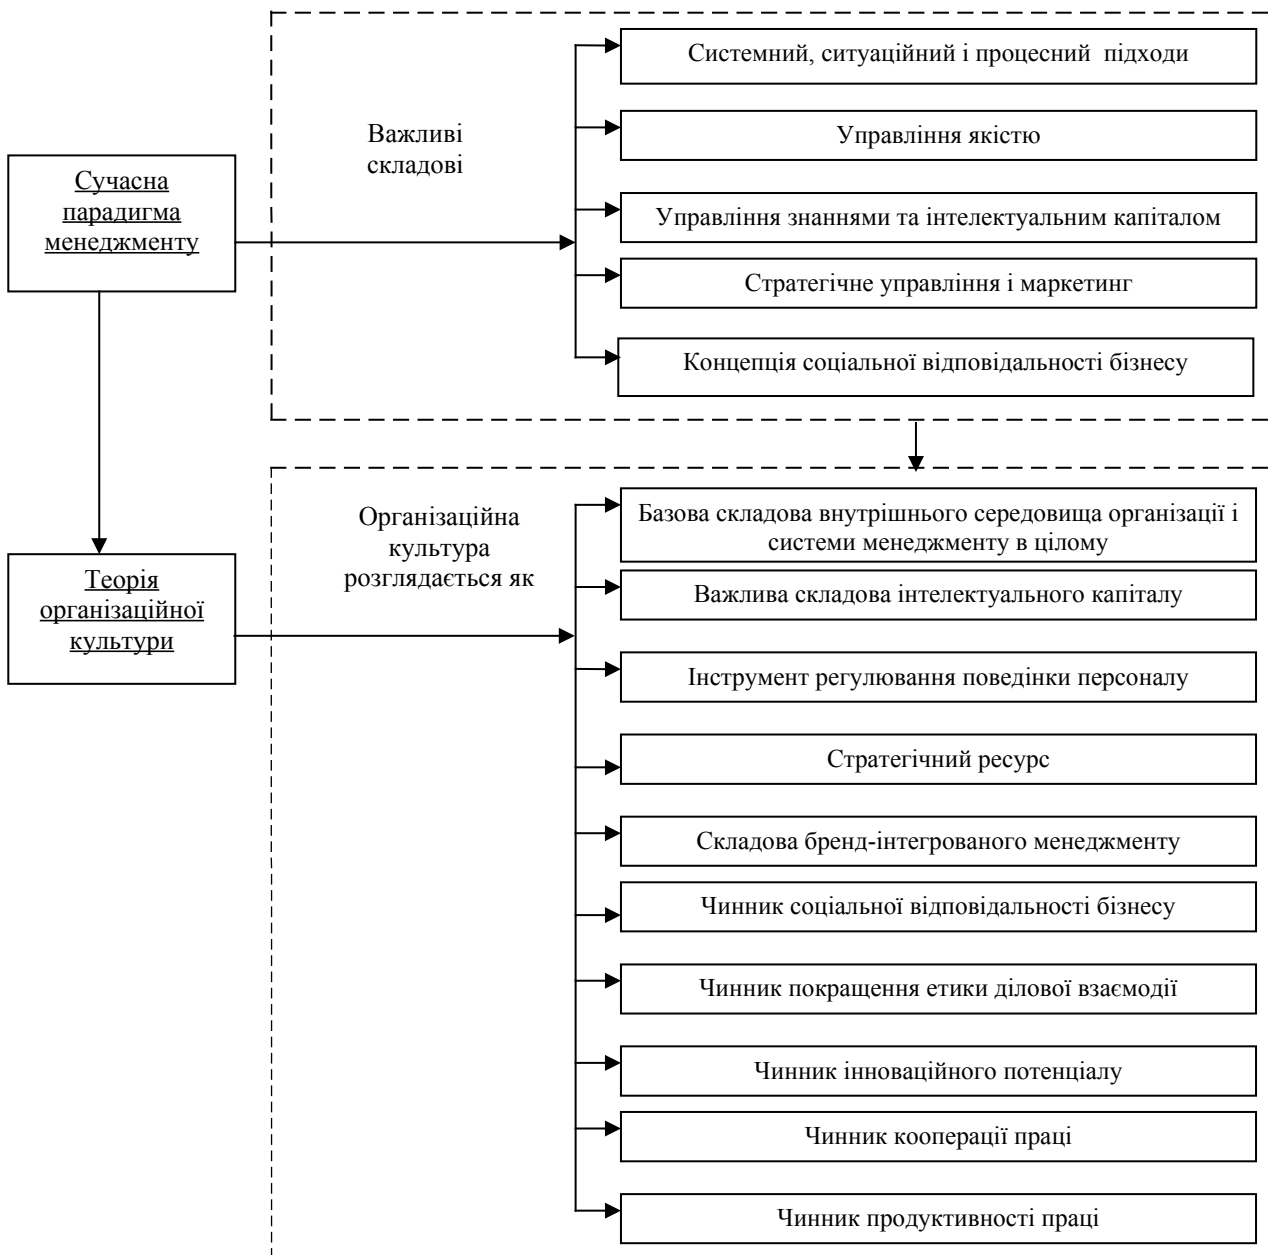 Сучасна
парадигма
менеджменту
Важливі
складові
Системний, ситуаційний і процесний підходи
Управління якістю
Управління знаннями та інтелектуальним капіталом
Стратегічне управління і маркетинг
Концепція соціальної відповідальності бізнесу
Теорія
організаційної
культури
Організаційна
культура
розглядається як
Базова складова внутрішнього середовища організації і
системи менеджменту в цілому
Важлива складова інтелектуального капіталу
Інструмент регулювання поведінки персоналу
Стратегічний ресурс
Складова бренд-інтегрованого менеджменту
Чинник соціальної відповідальності бізнесу
Чинник покращення етики ділової взаємодії
Чинник інноваційного потенціалу
Чинник кооперації праці
Чинник продуктивності праці